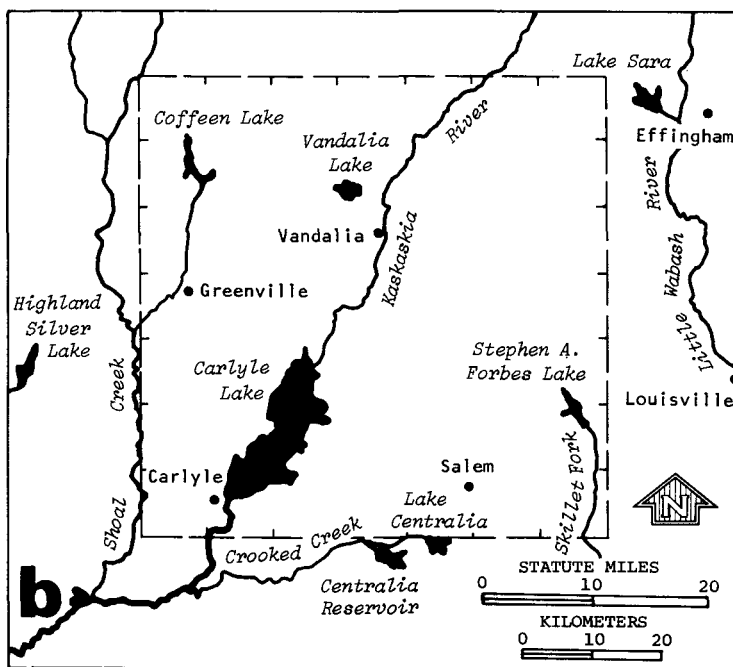 Lake Sara
Coffeen Lake
Vandalia
Lake
River
Effingham
River
Vandalia
Kaskaskia
Wabash
Greenville
Highland
Silver
Lake
Little
Stephen A.
Forbes Lake
Carlyle
Lake
Creek
Louisville
Carlyle
Salem
Lake
Centralia
Skillet Fork
N
Shoal
Crooked Creek
Centralia
Reservoir
b
STATUTE MILES
0 10 20
KILOMETERS
0 10 20